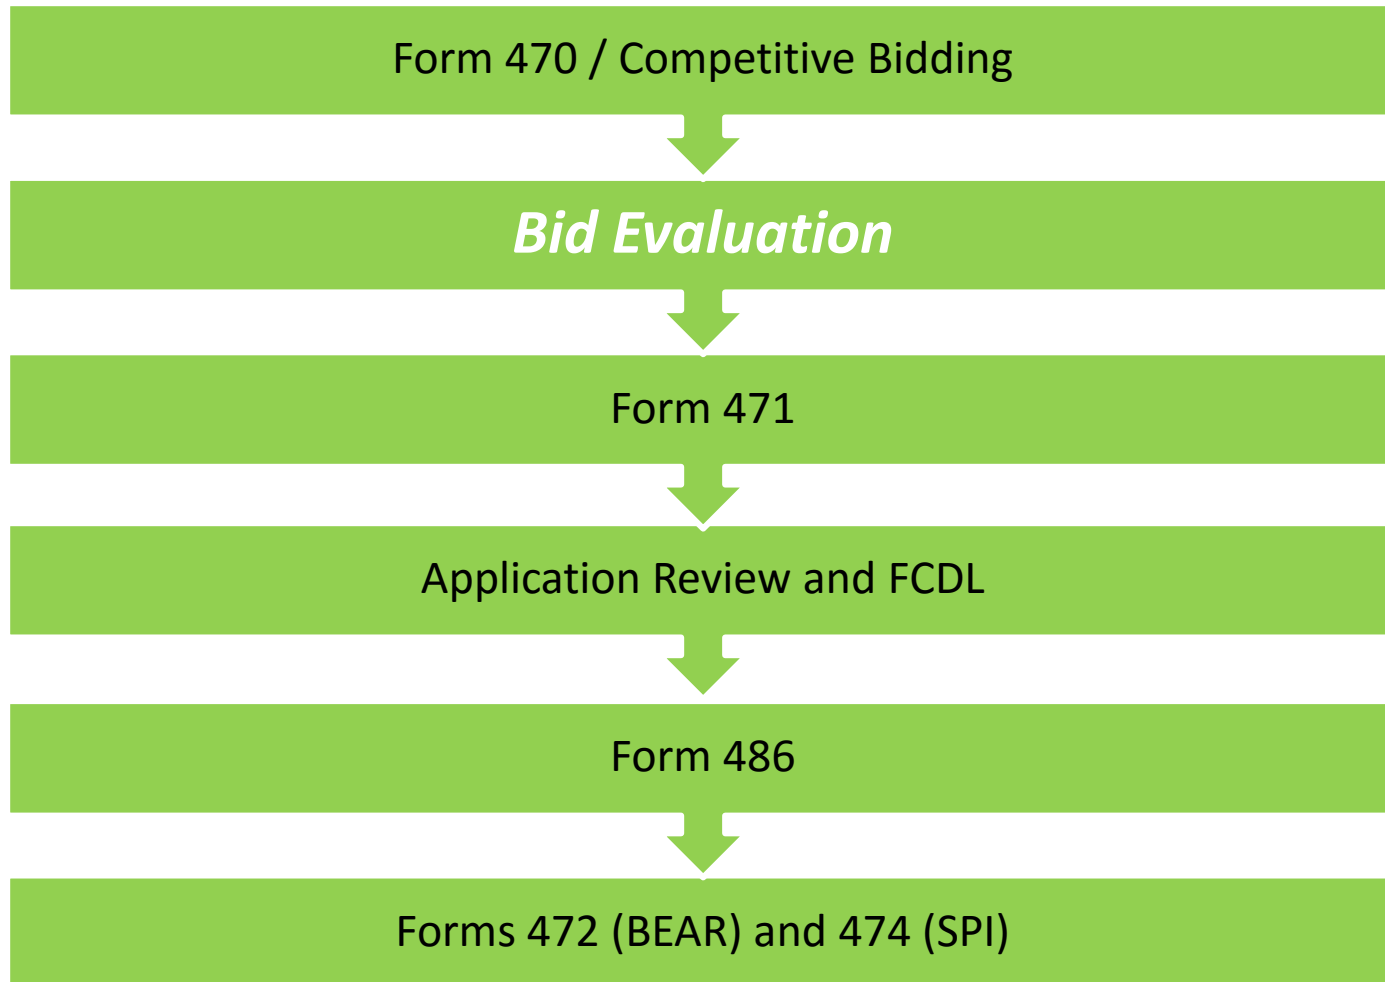 Form 470 / Competitive Bidding
Bid Evaluation
Form 471
Application Review and FCDL
Form 486
Forms 472 (BEAR) and 474 (SPI)